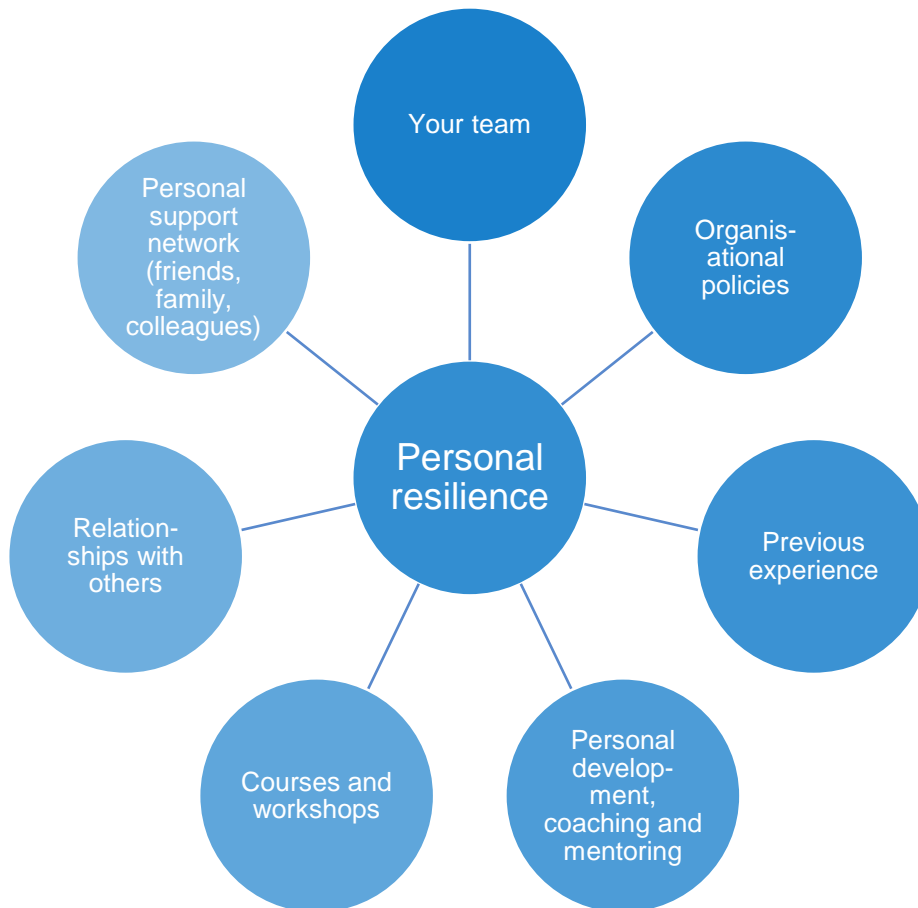 Your team
Personal
support
network
(friends,
family,
colleagues)
Organis-
ational
policies
Personal
resilience
Relation-
ships with
others
Previous
experience
Courses and
workshops
Personal
develop-
ment,
coaching and
mentoring